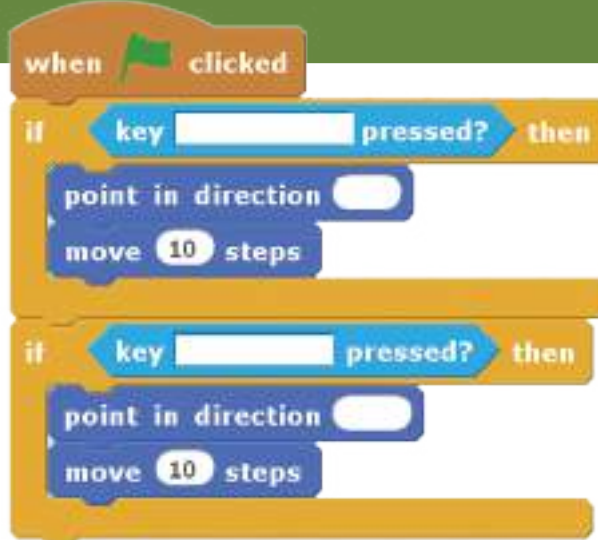 when clicked
if key pressed? then
point in direction
move 10 steps
if key pressed? then
point in direction
move 10 steps